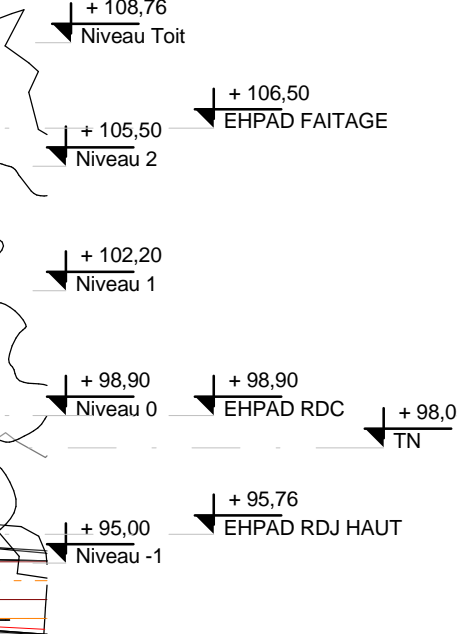 + 108,76
Niveau Toit
+ 106,50
EHPAD FAITAGE
+ 105,50
Niveau 2
+ 102,20
Niveau 1
+ 98,90
Niveau 0
+ 98,90
EHPAD RDC
+ 98,0
TN
+ 95,76
EHPAD RDJ HAUT
+ 95,00
Niveau -1